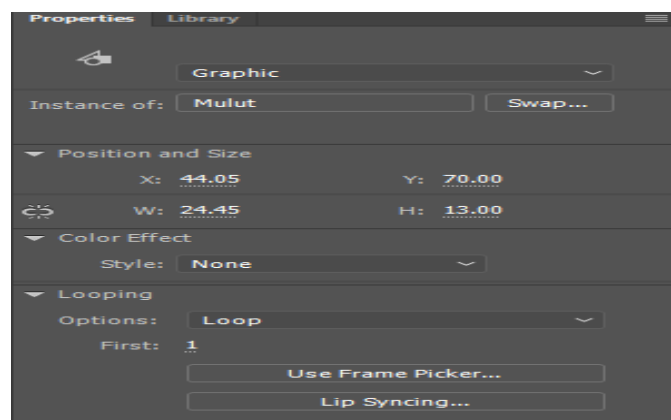 Properties Library
Graphic
Instance of: Mulut Swap...
Position and Size
X: 44.05 Y: 70.00
W: 24.45 H: 13.00
Color Effect
Style: None
Looping
Options: Loop
First: 1
Use Frame Picker...
Lip Syncing...